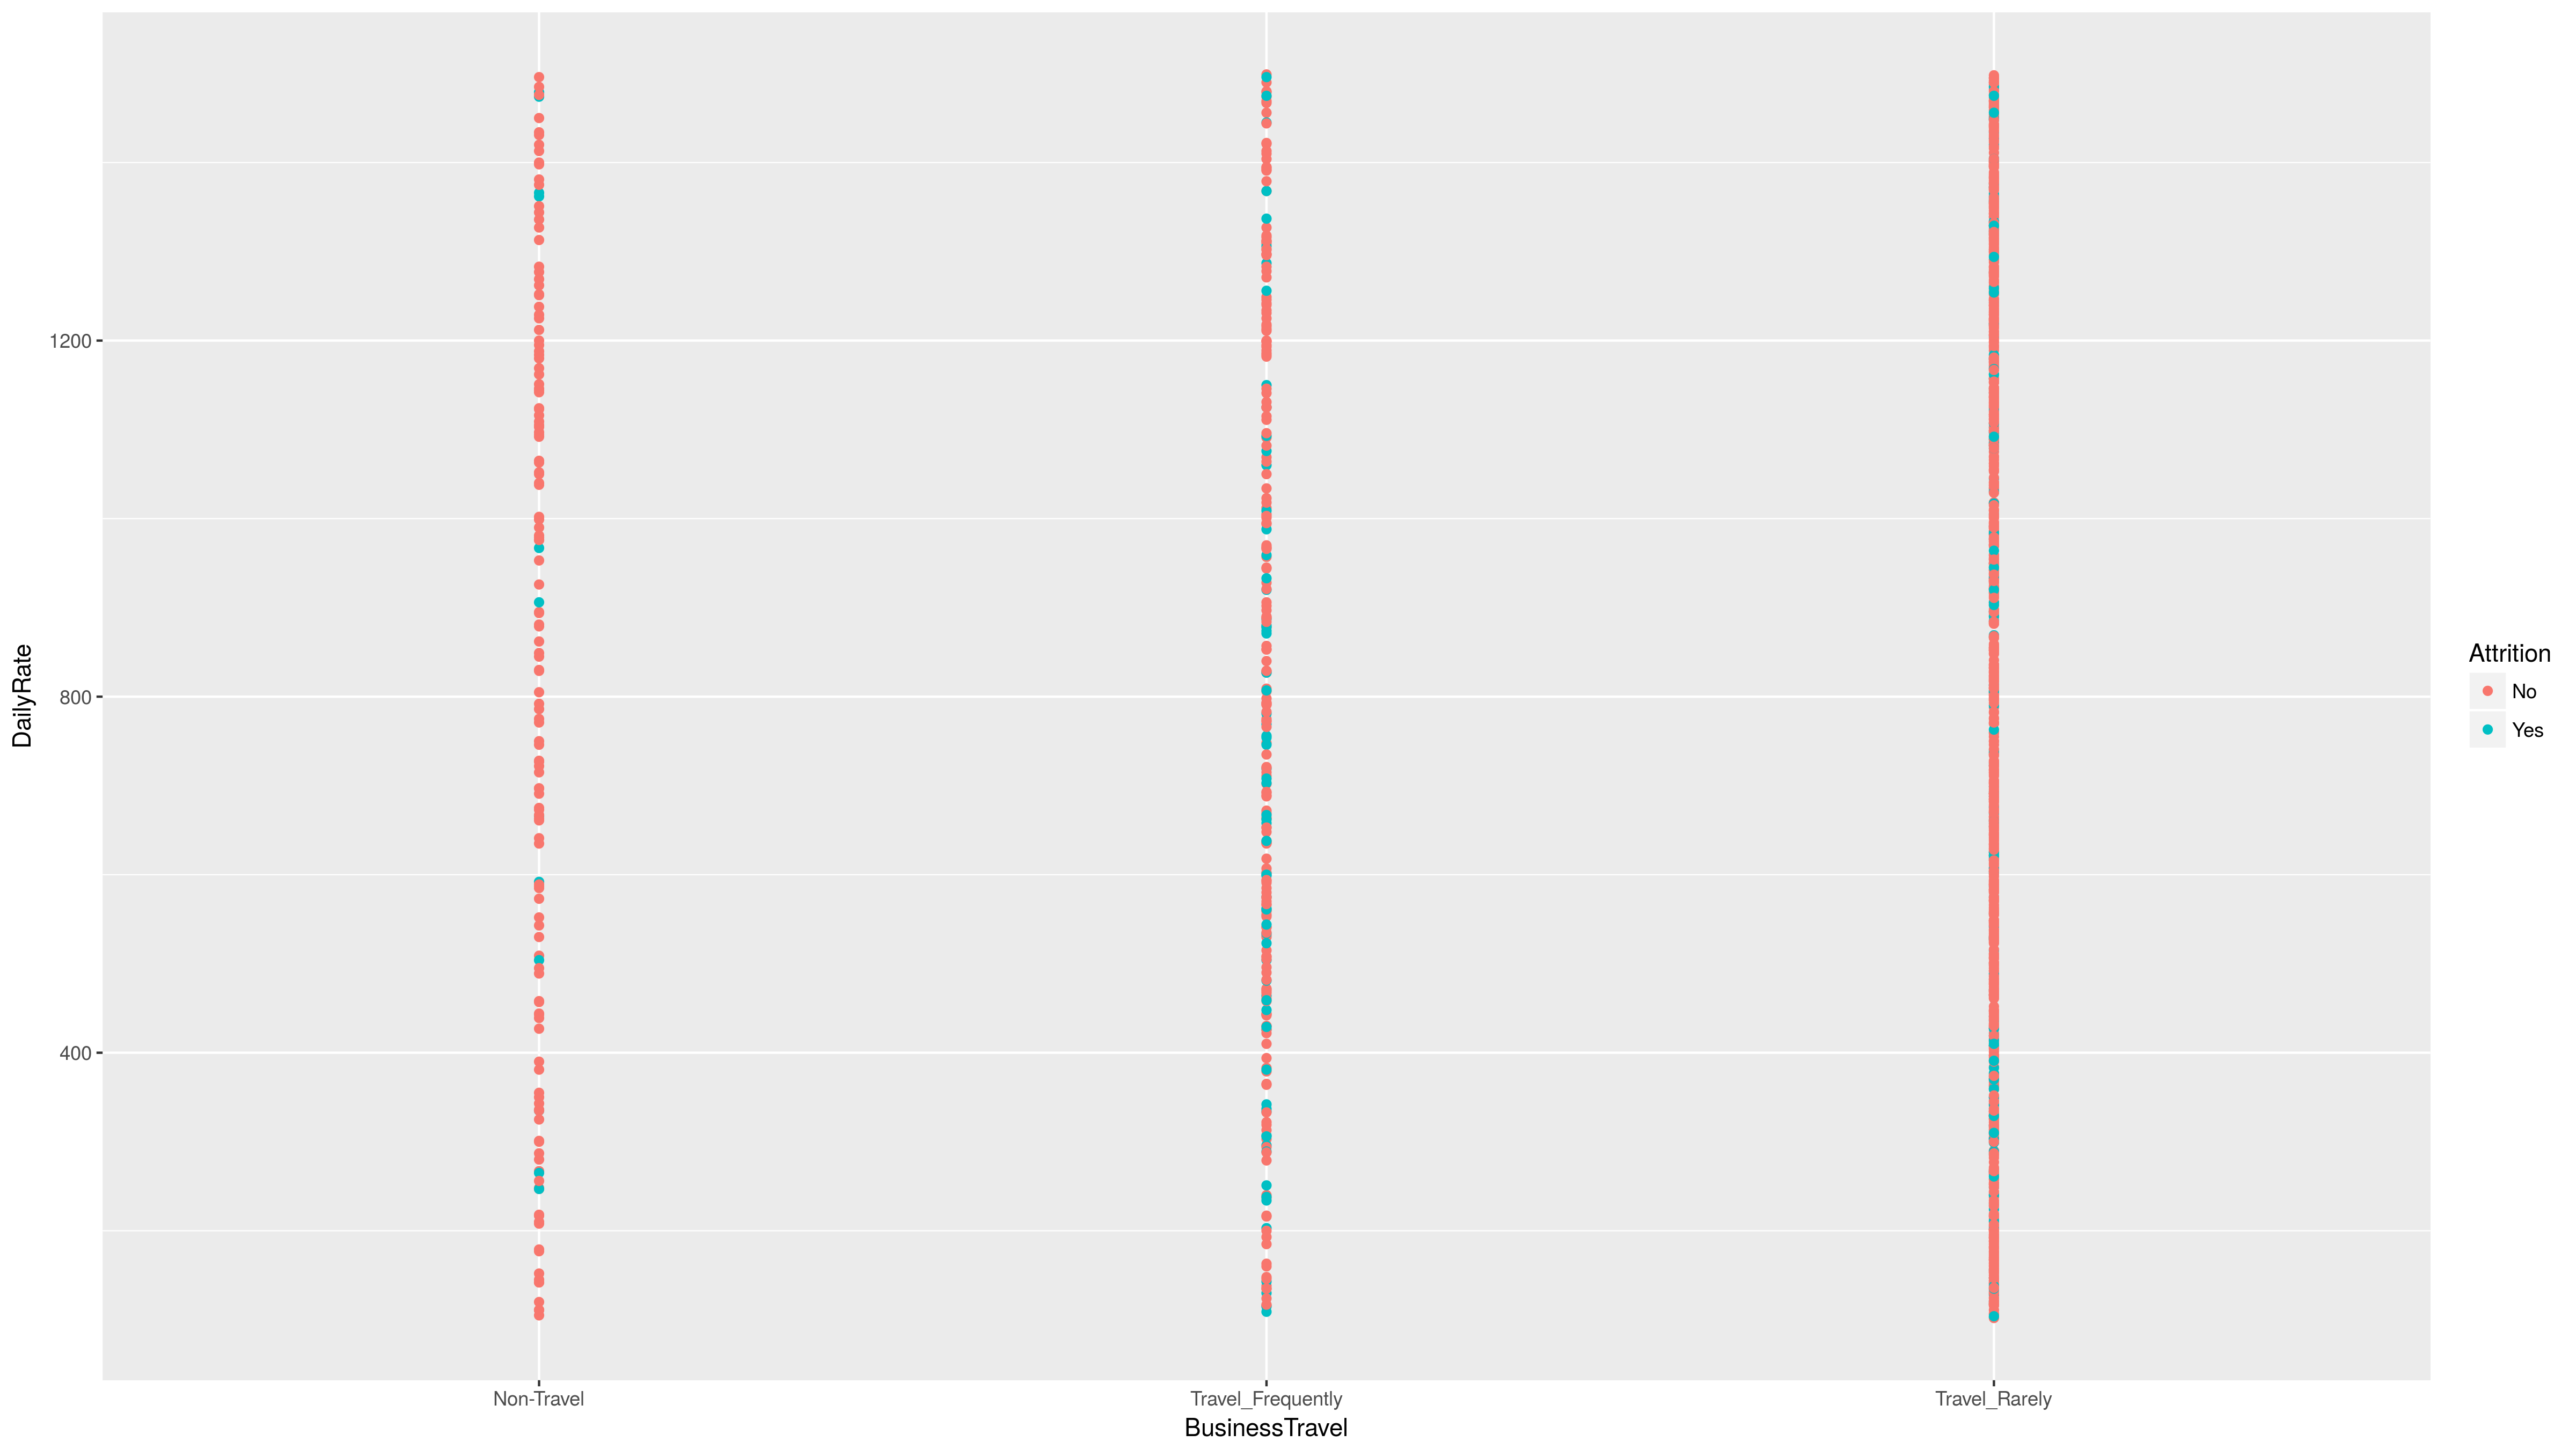 DailyRate
1200
800
400
Non-Travel
Travel_Frequently
Travel_Rarely
BusinessTravel
Attrition
No
Yes